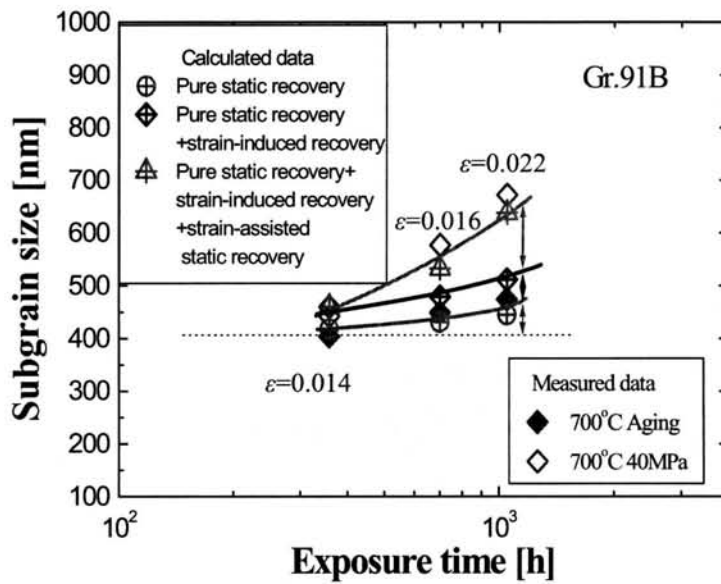 1000
900
800
700
600
500
400
300
200
100
Subgrain size [nm]
Calculated data
Pure static recovery
Pure static recovery
+strain-induced recovery
Pure static recovery+
strain-induced recovery
+strain-assisted
static recovery
Gr.91B
ε=0.022
ε=0.016
ε=0.014
Measured data
700°C Aging
700°C 40MPa
10²
10³
Exposure time [h]